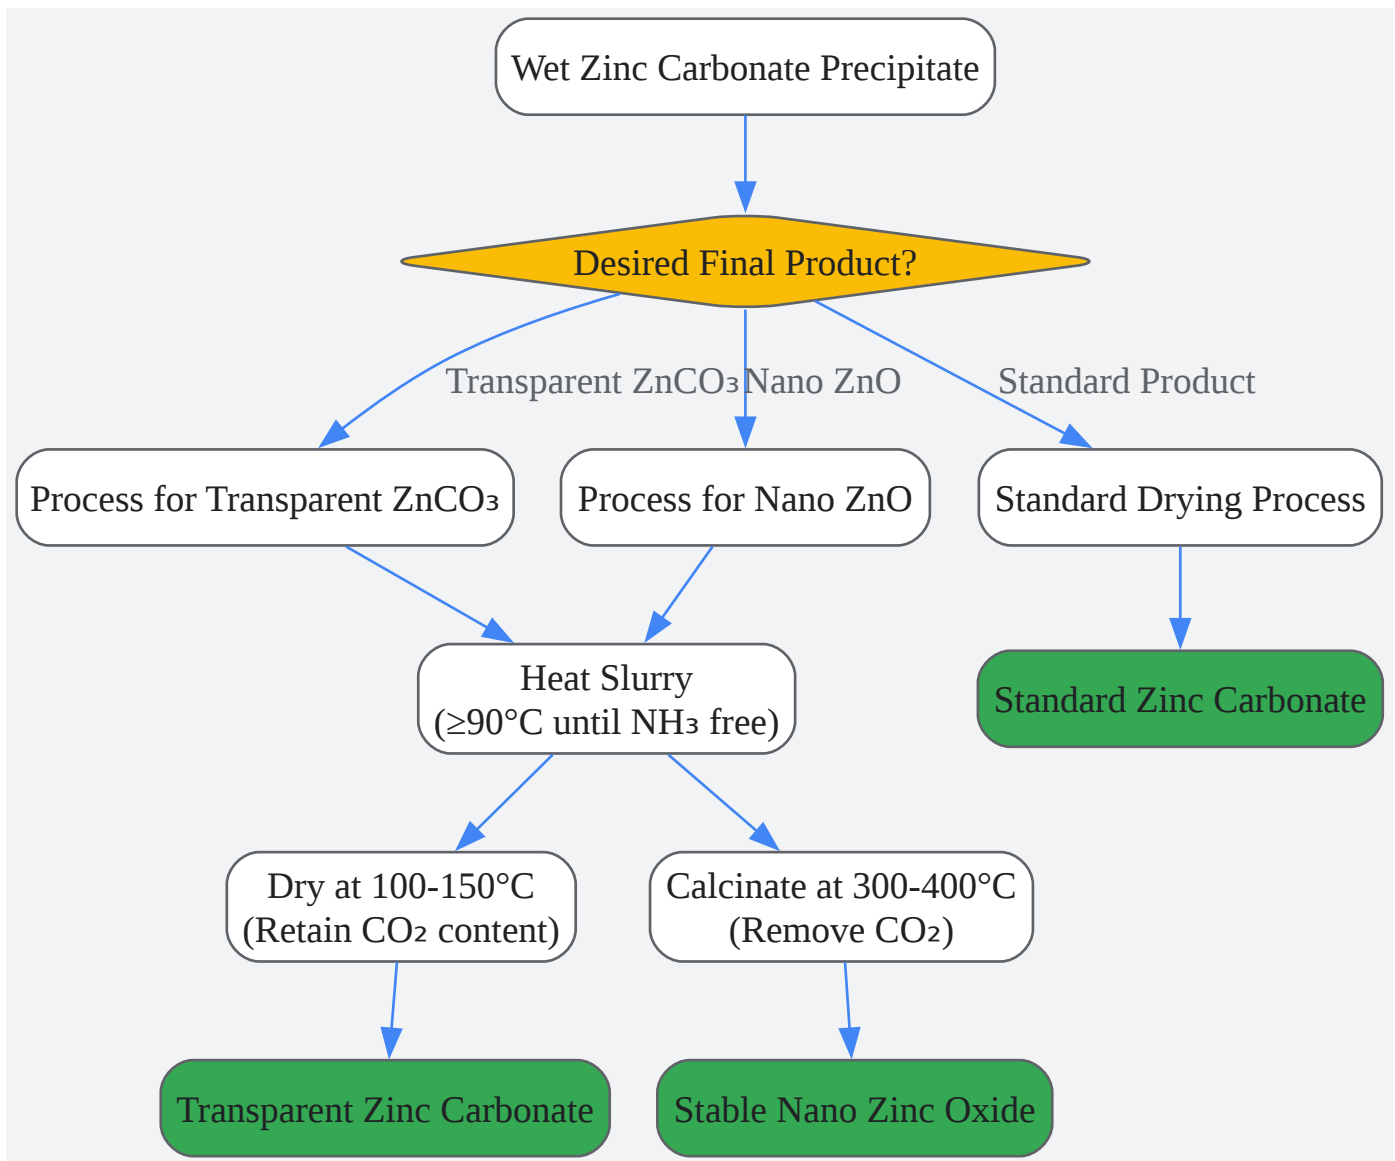 Wet Zinc Carbonate Precipitate
Desired Final Product?
Transparent ZnCO₃
Nano ZnO
Standard Product
Process for Transparent ZnCO₃
Process for Nano ZnO
Standard Drying Process
Heat Slurry
(≥90°C until NH₃ free)
Standard Zinc Carbonate
Dry at 100-150°C
(Retain CO₂ content)
Calcinate at 300-400°C
(Remove CO₂)
Transparent Zinc Carbonate
Stable Nano Zinc Oxide